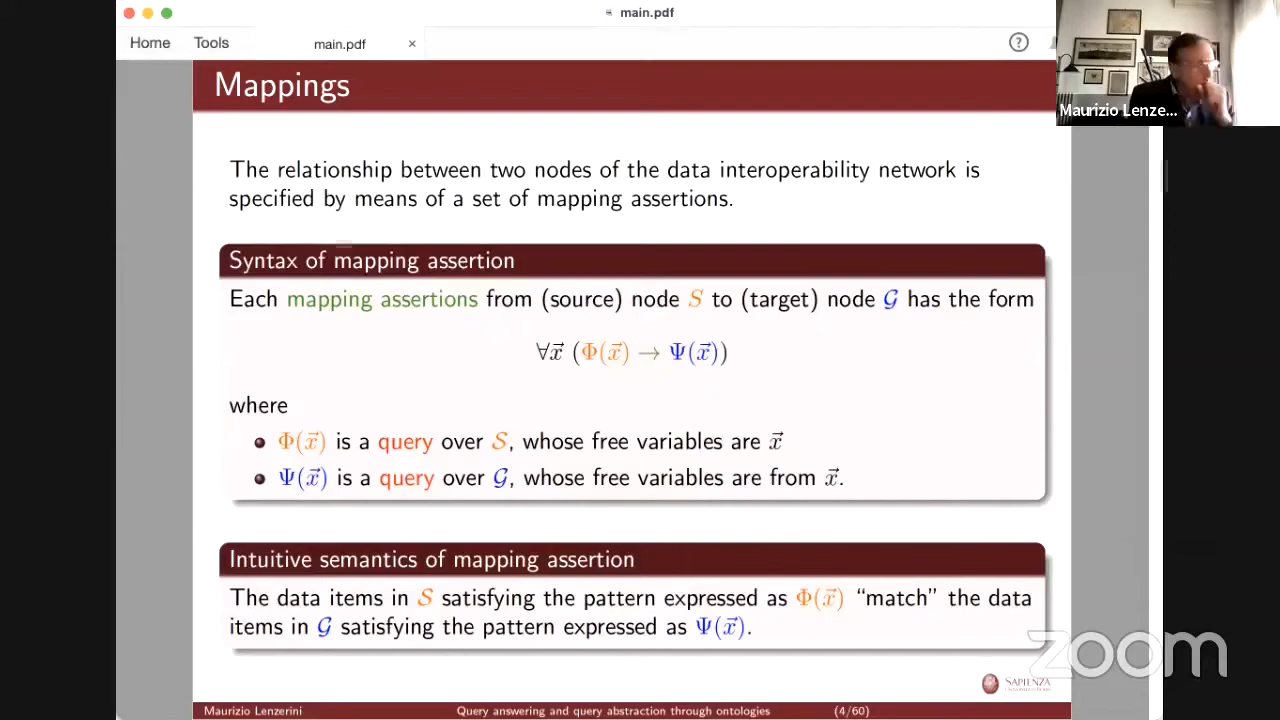 main.pdf
Home Tools main.pdf ×
?
Mappings
Maurizio Lenze...
The relationship between two nodes of the data interoperability network is
specified by means of a set of mapping assertions.
Syntax of mapping assertion
Each mapping assertions from (source) node S to (target) node 𝒢 has the form
∀x⃗ (Φ(x⃗) → Ψ(x⃗))
where
• Φ(x⃗) is a query over 𝒮, whose free variables are x⃗
• Ψ(x⃗) is a query over 𝒢, whose free variables are from x⃗.
Intuitive semantics of mapping assertion
The data items in 𝒮 satisfying the pattern expressed as Φ(x⃗) “match” the data
items in 𝒢 satisfying the pattern expressed as Ψ(x⃗).
zoom
SAPIENZA
Maurizio Lenzerini Query answering and query abstraction through ontologies (4/60)